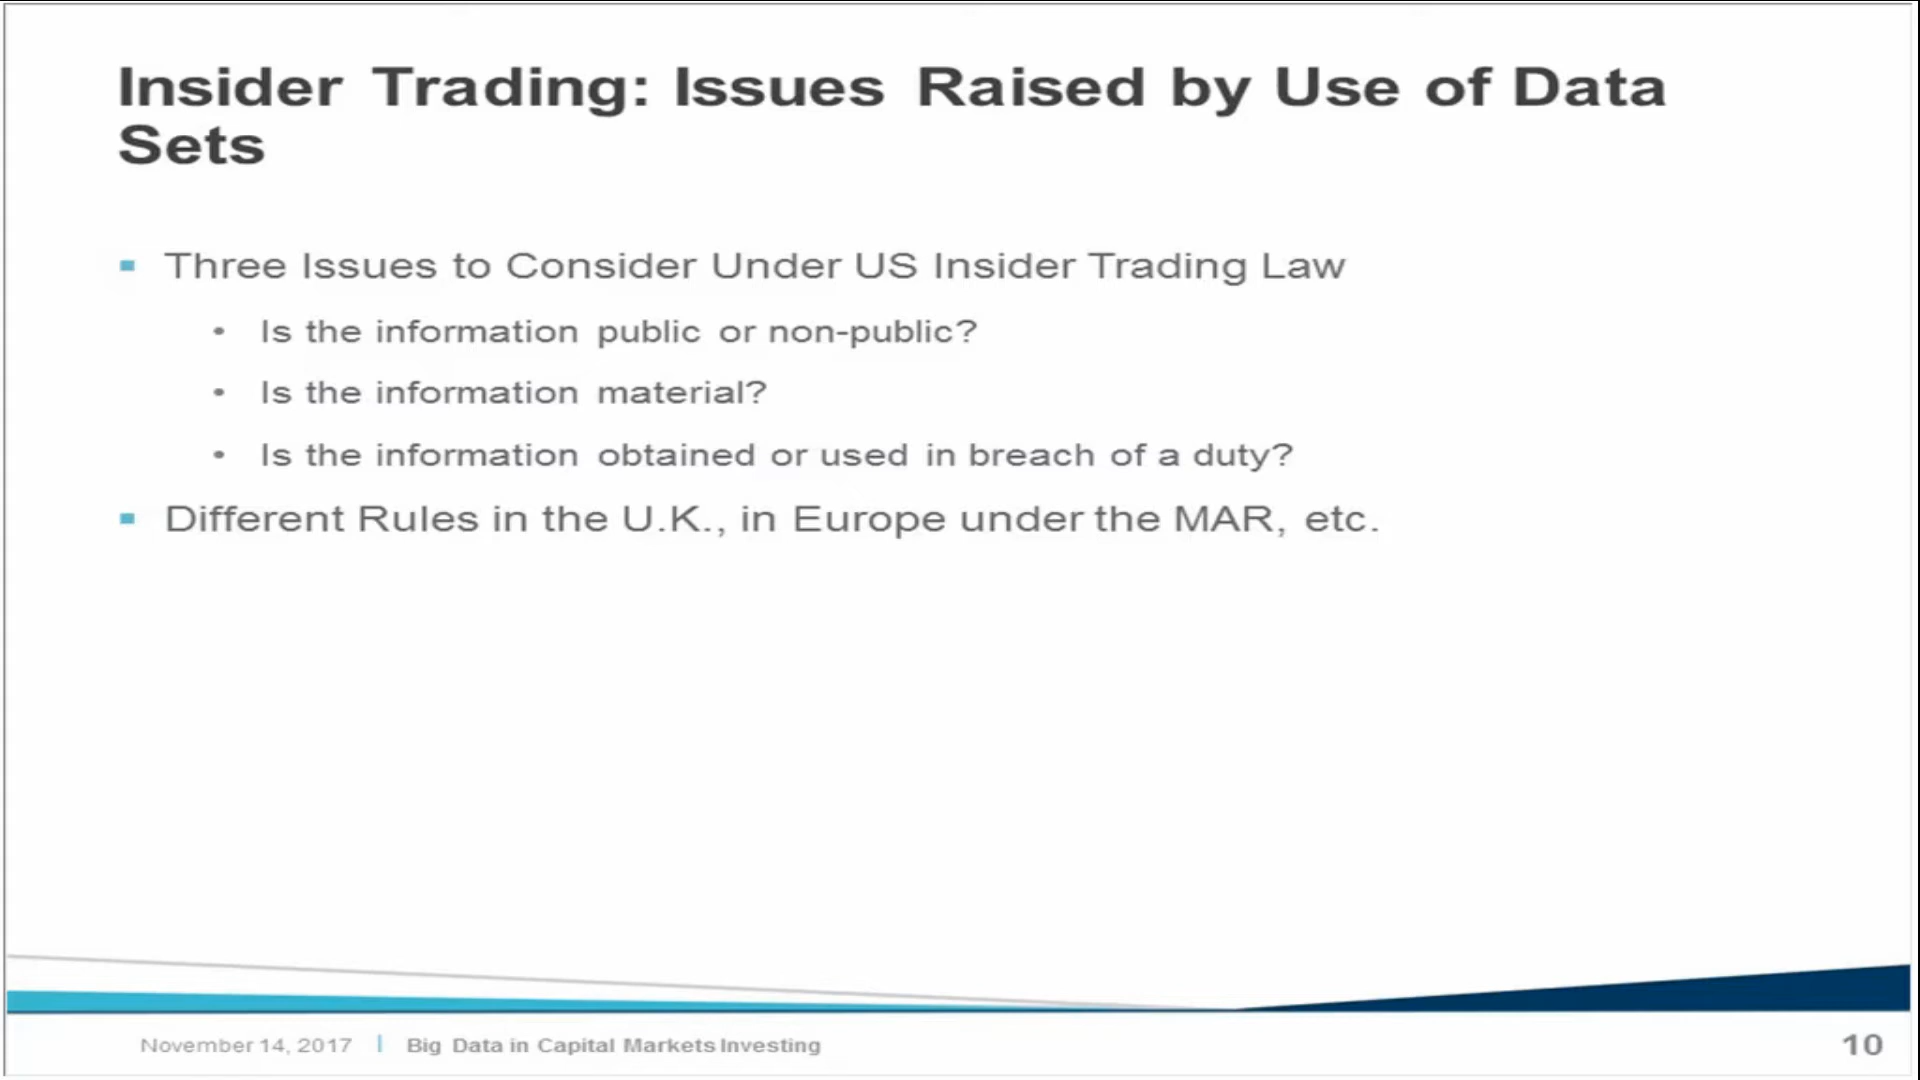 Insider Trading: Issues Raised by Use of Data
Sets
Three Issues to Consider Under US Insider Trading Law
Is the information public or non-public?
Is the information material?
Is the information obtained or used in breach of a duty?
Different Rules in the U.K., in Europe under the MAR, etc.
November 14, 2017 | Big Data in Capital Markets Investing
10